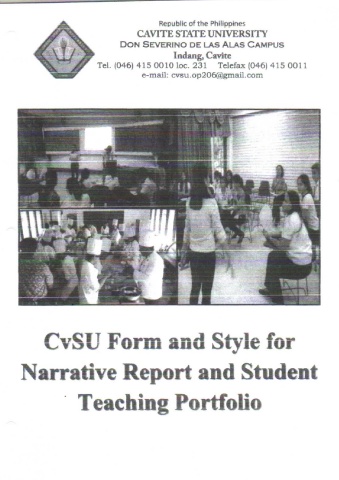 Republic of the Philippines
CAVITE STATE UNIVERSITY
DON SEVERINO DE LAS ALAS CAMPUS
Indang, Cavite
Tel. (046) 415 0010 loc. 231 Telefax (046) 415 0011
e-mail: cvsu.op206@gmail.com
CvSU Form and Style for
Narrative Report and Student
Teaching Portfolio